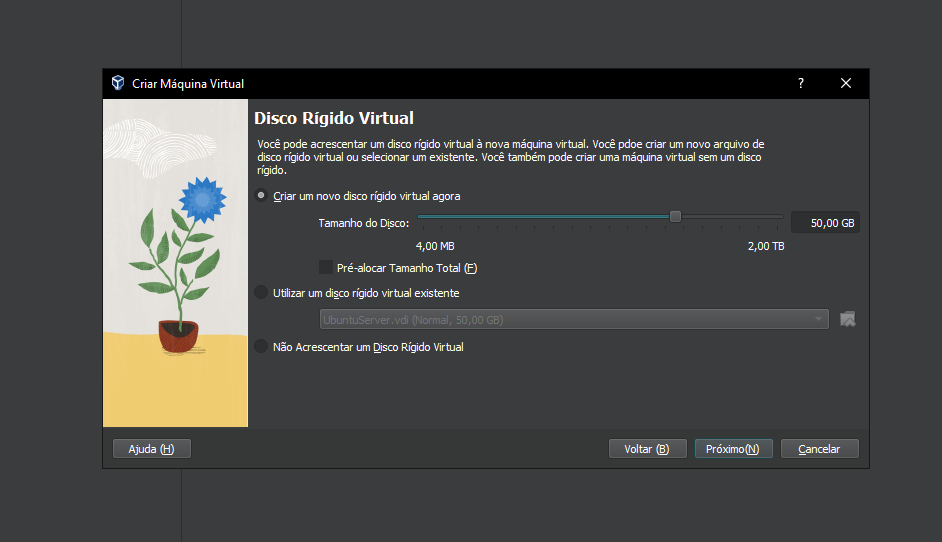 Criar Máquina Virtual
?
Disco Rígido Virtual
Você pode acrescentar um disco rígido virtual à nova máquina virtual. Você pdoe criar um novo arquivo de
disco rígido virtual ou selecionar um existente. Você também pode criar uma máquina virtual sem um disco
rígido.
Criar um novo disco rígido virtual agora
Tamanho do Disco:
50,00 GB
4,00 MB
2,00 TB
Pré-alocar Tamanho Total (F)
Utilizar um disco rígido virtual existente
UbuntuServer.vdi (Normal, 50,00 GB)
Não Acrescentar um Disco Rígido Virtual
Ajuda (H)
Voltar (B)
Próximo(N)
Cancelar